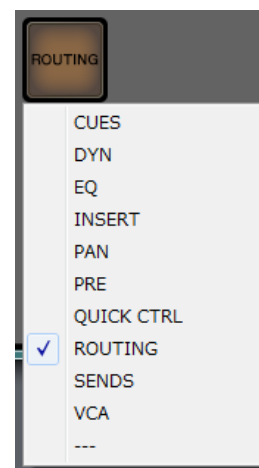 ROUTING
CUES
DYN
EQ
INSERT
PAN
PRE
QUICK CTRL
ROUTING
SENDS
VCA
---